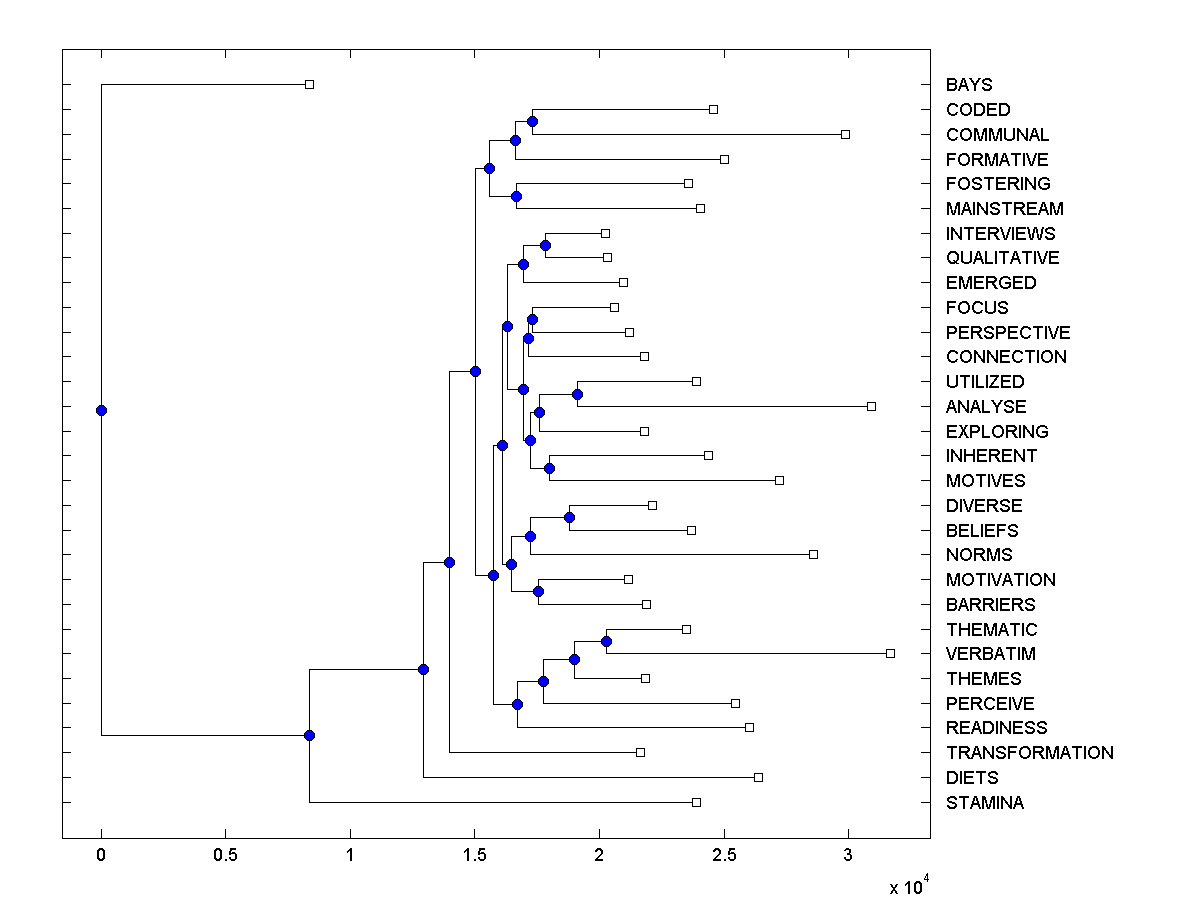 BAYS
CODED
COMMUNAL
FORMATIVE
FOSTERING
MAINSTREAM
INTERVIEWS
QUALITATIVE
EMERGED
FOCUS
PERSPECTIVE
CONNECTION
UTILIZED
ANALYSE
EXPLORING
INHERENT
MOTIVES
DIVERSE
BELIEFS
NORMS
MOTIVATION
BARRIERS
THEMATIC
VERBATIM
THEMES
PERCEIVE
READINESS
TRANSFORMATION
DIETS
STAMINA
0 0.5 1 1.5 2 2.5 3
x 10^4